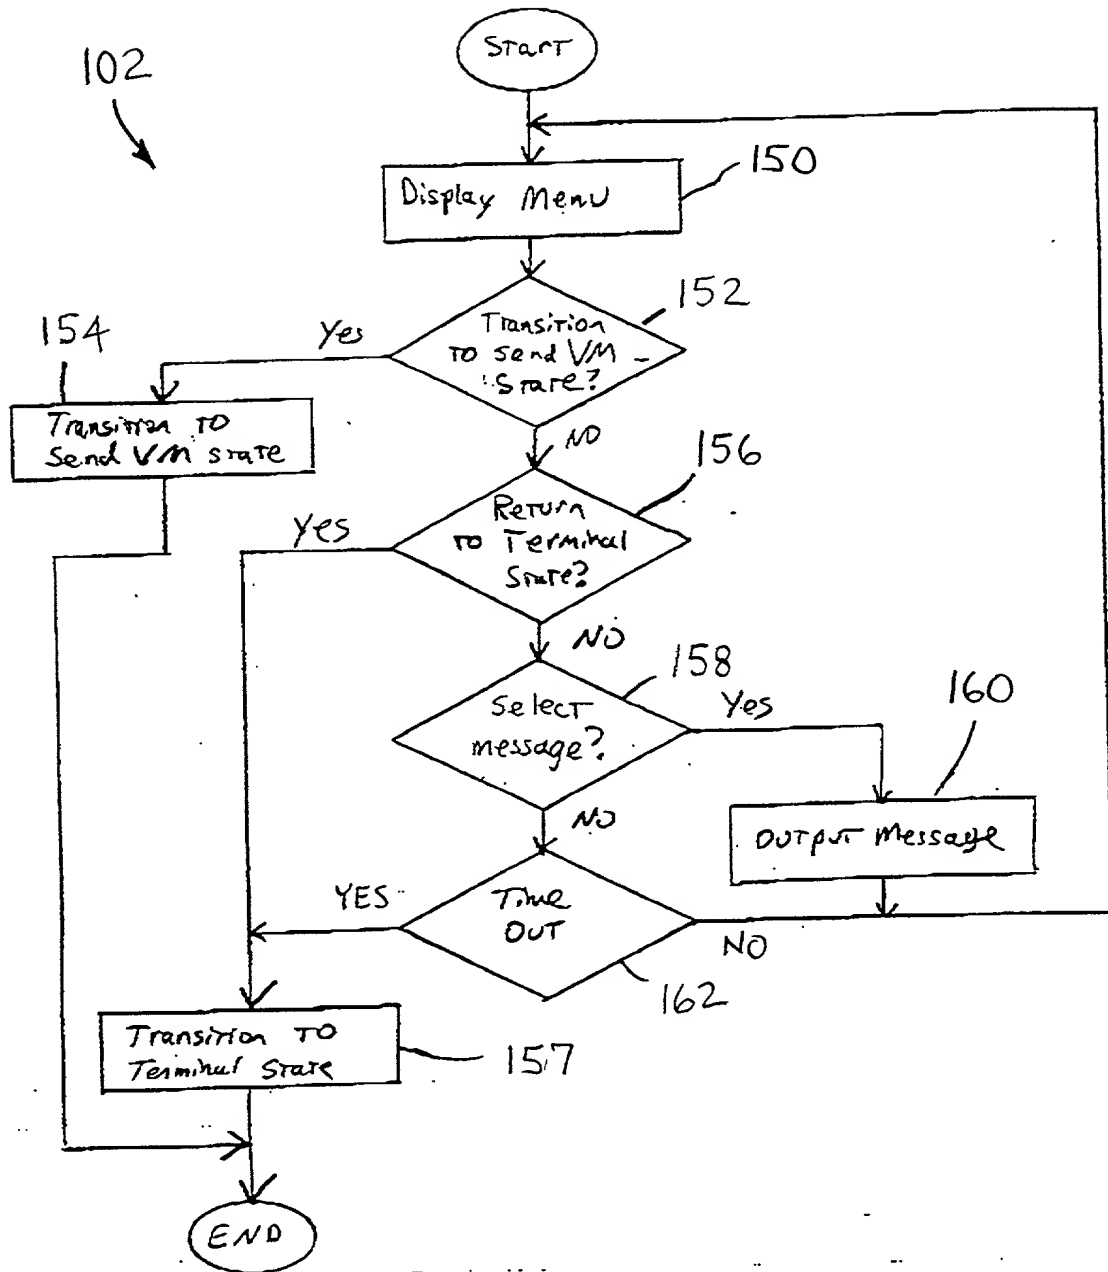 Start
102
Display Menu
150
Transition
to send VM
State?
152
Yes
154
Transition to
Send VM state
NO
Return
to Terminal
State?
156
Yes
NO
Select
message?
158
Yes
160
Output Message
NO
Time
Out
YES
NO
162
Transition to
Terminal State
157
END